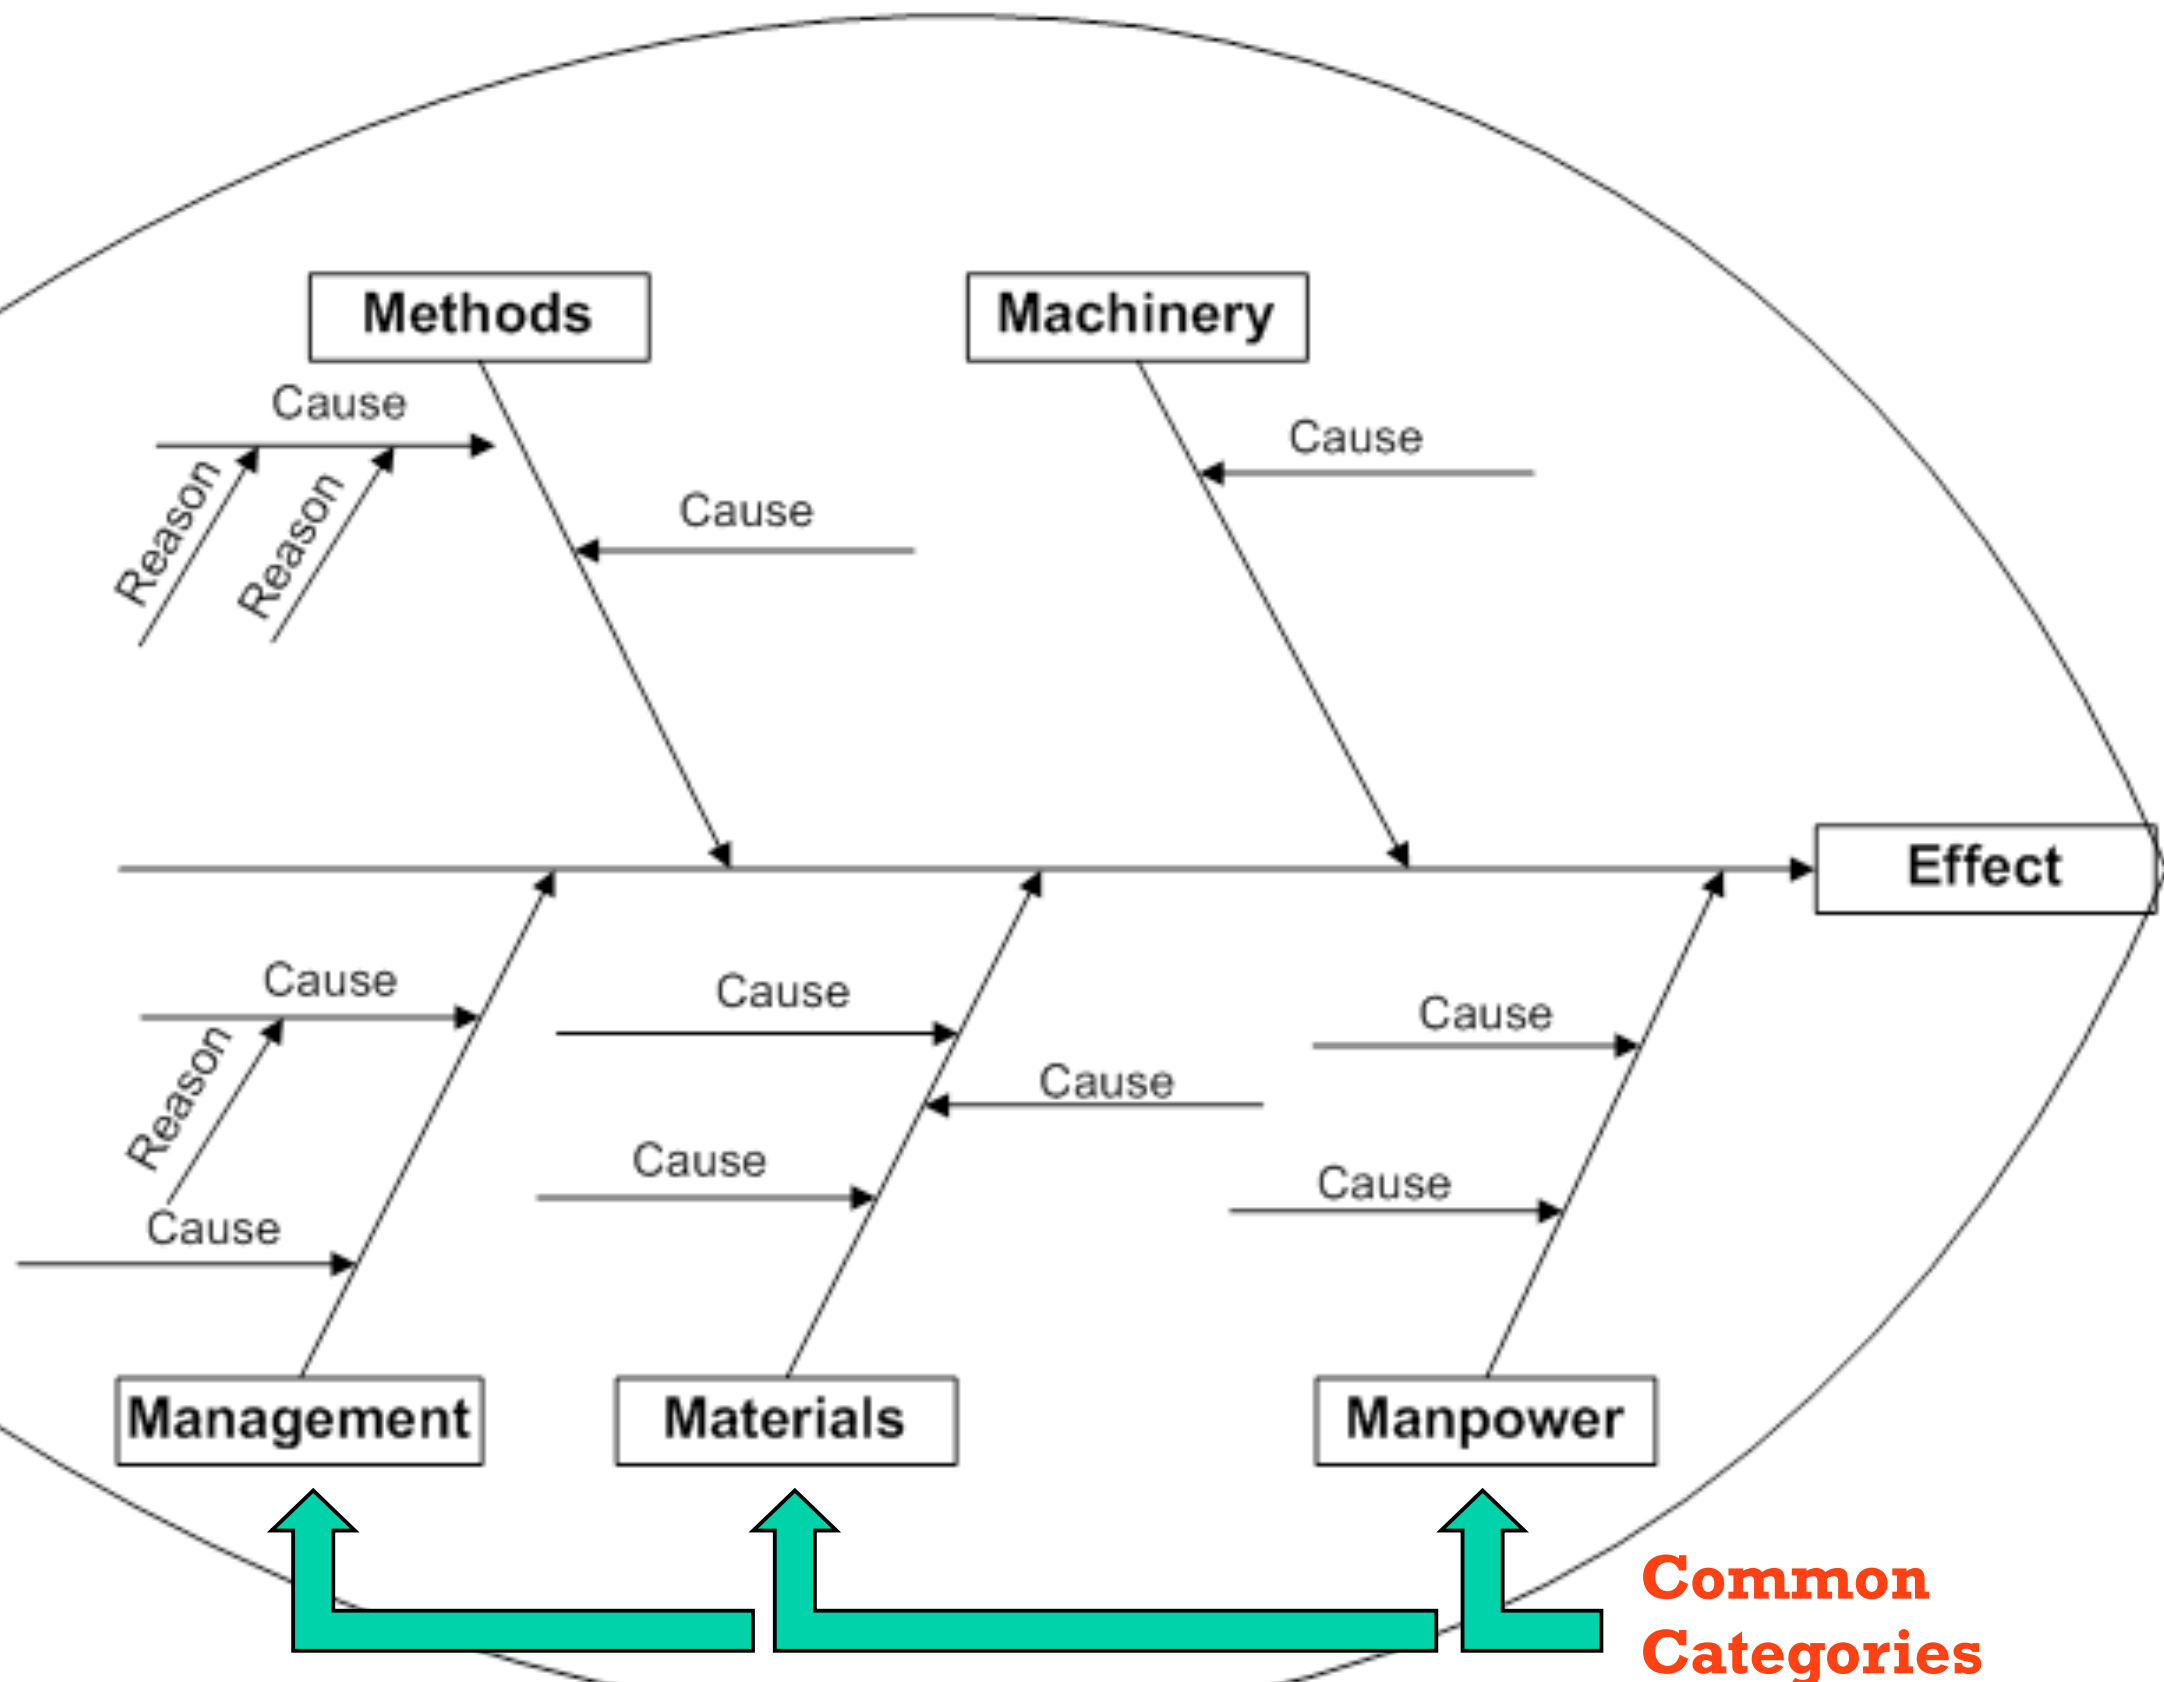 Methods
Machinery
Cause
Cause
Reason
Reason
Cause
Effect
Cause
Cause
Cause
Reason
Cause
Cause
Cause
Cause
Management
Materials
Manpower
Common
Categories